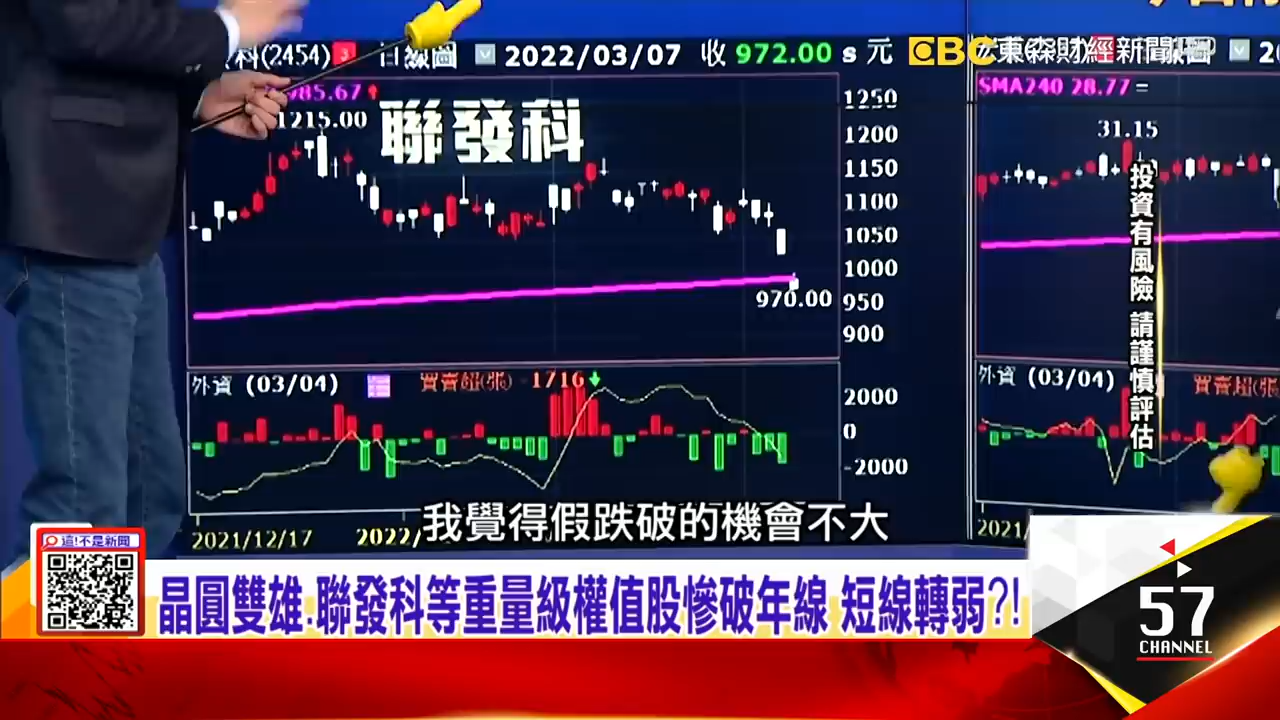 科(2454) 3 日線圖 2022/03/07 收 972.00 s 元
EBC 東森財經新聞
985.67
1215.00
聯發科
1250
1200
1150
1100
1050
1000
950
900
970.00
外資 (03/04) 買賣超(張) -1716
2000
0
-2000
2021/12/17 2022/
SMA240 28.77
31.15
外資 (03/04) 買賣超(張
2021/
投資有風險 請謹慎評估
我覺得假跌破的機會不大
這!不是新聞
晶圓雙雄.聯發科等重量級權值股慘破年線 短線轉弱?!
57
CHANNEL